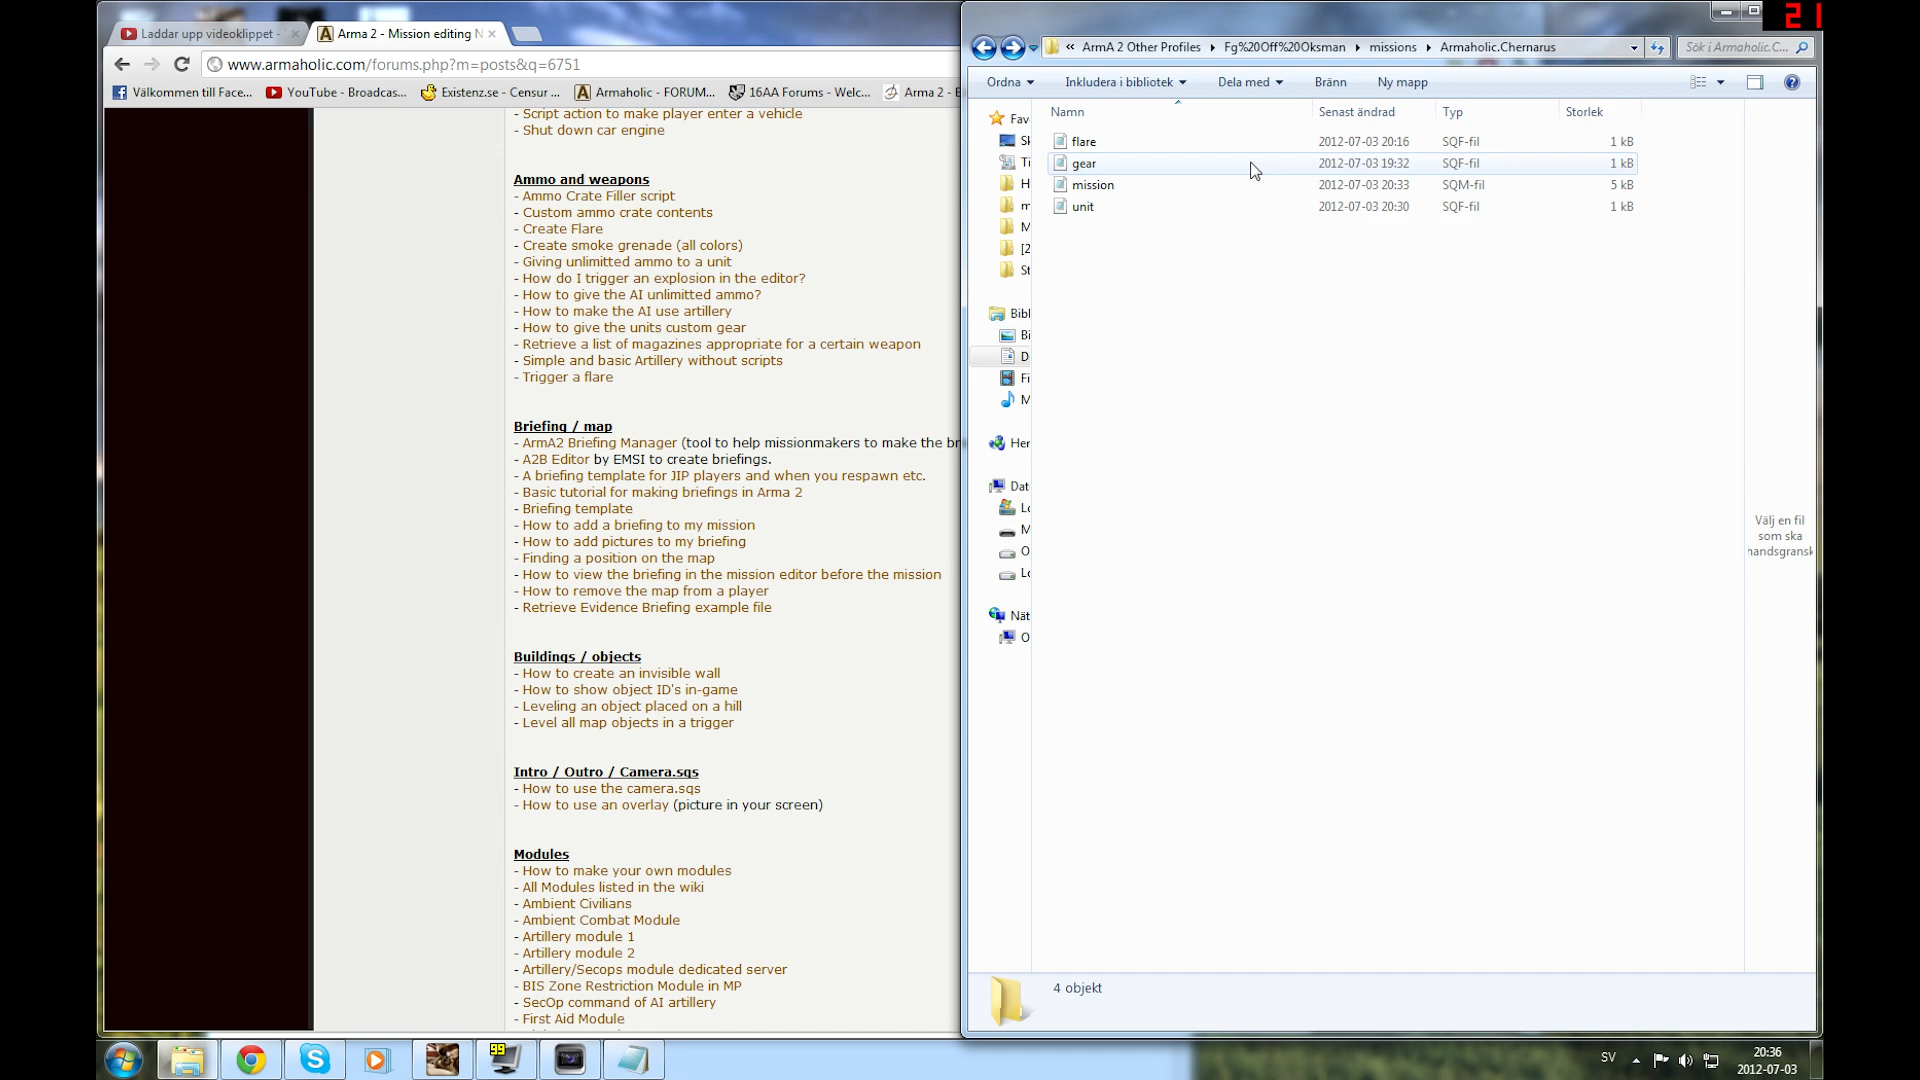 Laddar upp videoklippet -
Arma 2 - Mission editing N
www.armaholic.com/forums.php?m=posts&q=6751
Välkommen till Face...
YouTube - Broadcas...
Existenz.se - Censur ...
Armaholic - FORUM...
16AA Forums - Welc...
Arma 2 - E
- Script action to make player enter a vehicle
- Shut down car engine
Ammo and weapons
- Ammo Crate Filler script
- Custom ammo crate contents
- Create Flare
- Create smoke grenade (all colors)
- Giving unlimitted ammo to a unit
- How do I trigger an explosion in the editor?
- How to give the AI unlimitted ammo?
- How to make the AI use artillery
- How to give the units custom gear
- Retrieve a list of magazines appropriate for a certain weapon
- Simple and basic Artillery without scripts
- Trigger a flare
Briefing / map
- ArmA2 Briefing Manager (tool to help missionmakers to make the br
- A2B Editor by EMSI to create briefings.
- A briefing template for JIP players and when you respawn etc.
- Basic tutorial for making briefings in Arma 2
- Briefing template
- How to add a briefing to my mission
- How to add pictures to my briefing
- Finding a position on the map
- How to view the briefing in the mission editor before the mission
- How to remove the map from a player
- Retrieve Evidence Briefing example file
Buildings / objects
- How to create an invisible wall
- How to show object ID's in-game
- Leveling an object placed on a hill
- Level all map objects in a trigger
Intro / Outro / Camera.sqs
- How to use the camera.sqs
- How to use an overlay (picture in your screen)
Modules
- How to make your own modules
- All Modules listed in the wiki
- Ambient Civilians
- Ambient Combat Module
- Artillery module 1
- Artillery module 2
- Artillery/Secops module dedicated server
- BIS Zone Restriction Module in MP
- SecOp command of AI artillery
- First Aid Module
21
« ArmA 2 Other Profiles Fg%20Off%20Oksman missions Armaholic.Chernarus
Sök i Armaholic.C...
Ordna Inkludera i bibliotek Dela med Bränn Ny mapp
Namn Senast ändrad Typ Storlek
flare 2012-07-03 20:16 SQF-fil 1 kB
gear 2012-07-03 19:32 SQF-fil 1 kB
mission 2012-07-03 20:33 SQM-fil 5 kB
unit 2012-07-03 20:30 SQF-fil 1 kB
Fav
Sk
Ti
H
m
M
[2
St
Bibl
Bi
D
Fi
M
Her
Dat
Lo
M
O
Lo
Nät
O
Välj en fil
som ska
handsgransk
4 objekt
99
SV
20:36
2012-07-03